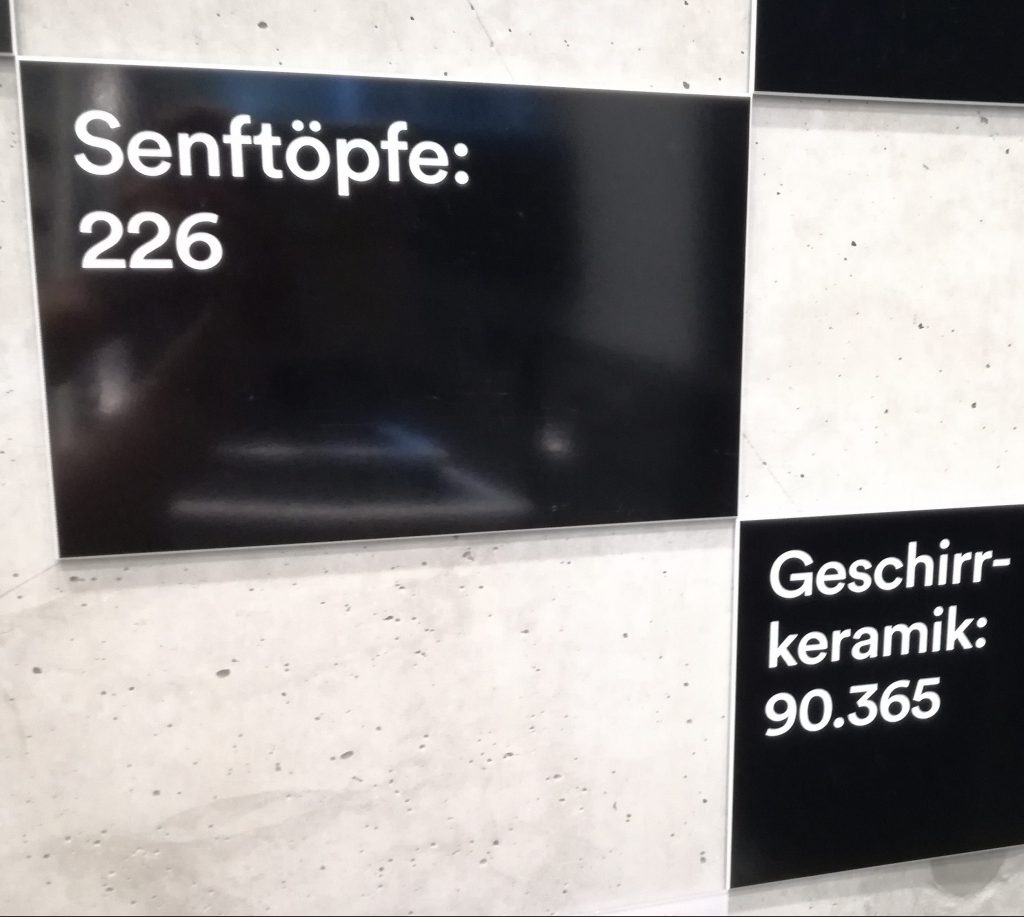 Senftöpfe:
226
Geschirr-
keramik:
90.365